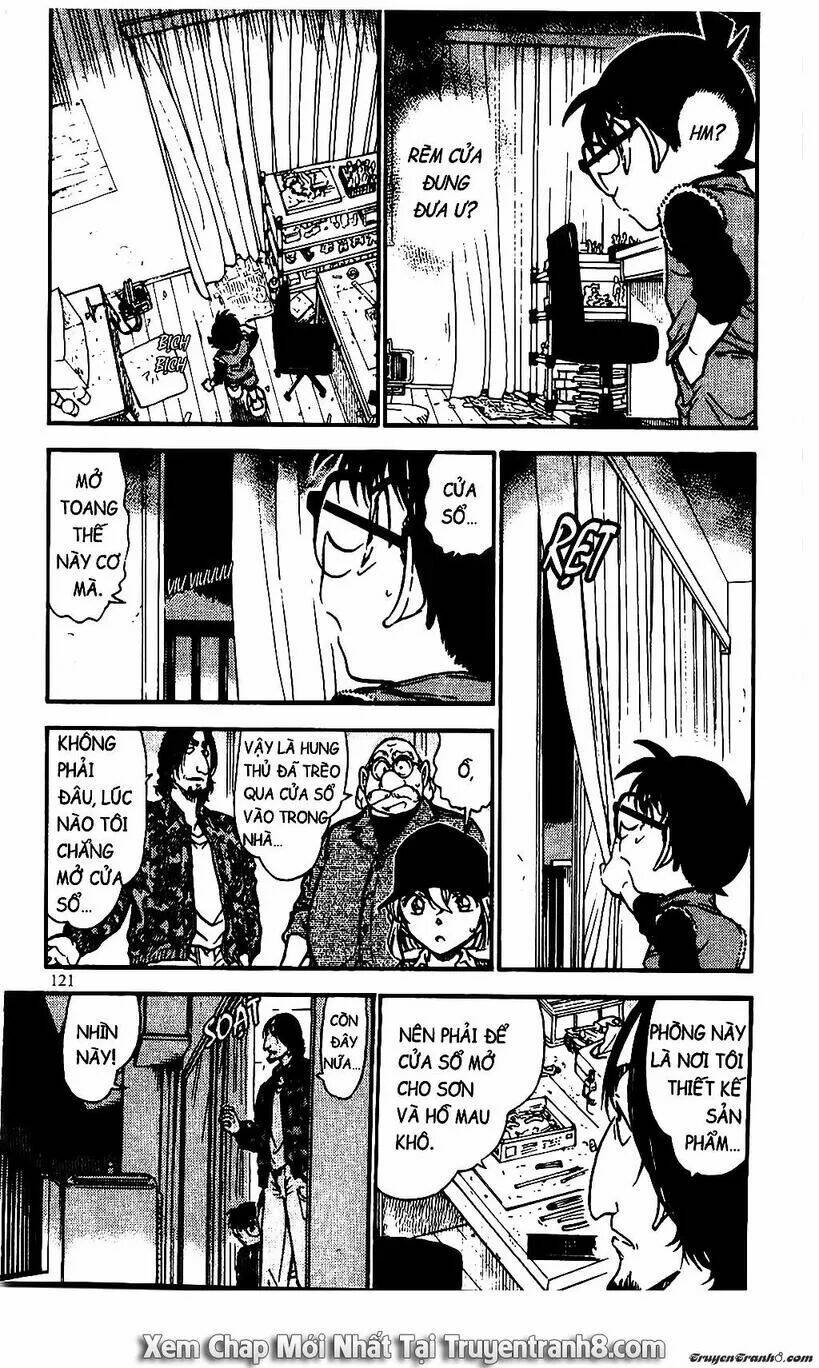 HM?
RÈM CỬA
ĐUNG
ĐƯA Ư?
BỊCH
BỊCH
RẸT
CỬA
SỔ...
MỞ
TOANG
THẾ
NÀY CƠ
MÀ.
VIU VIUUUUU
Ồ,
VẬY LÀ HUNG
THỦ ĐÃ TRÈO
QUA CỬA SỔ
VÀO TRONG
NHÀ...
KHÔNG
PHẢI
ĐÂU, LÚC
NÀO TÔI
CHẲNG
MỞ CỬA
SỔ...
121
PHÒNG NÀY
LÀ NƠI TÔI
THIẾT KẾ
SẢN
PHẨM...
NÊN PHẢI ĐỂ
CỬA SỔ MỞ
CHO SƠN
VÀ HỒ MAU
KHÔ.
CÒN
ĐÂY
NỮA...
SOẠT
NHÌN
NÀY!
Xem Chap Mới Nhất Tại Truyentranh8.com
TruyenTranh8.com